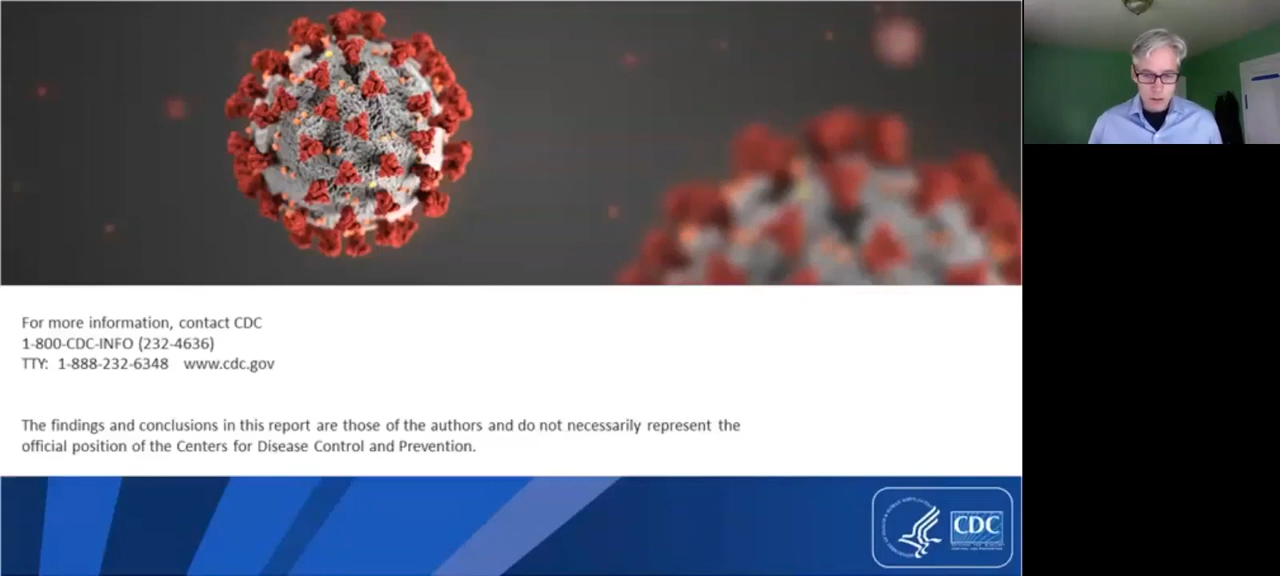 For more information, contact CDC
1-800-CDC-INFO (232-4636)
TTY: 1-888-232-6348 www.cdc.gov
The findings and conclusions in this report are those of the authors and do not necessarily represent the
official position of the Centers for Disease Control and Prevention.
CDC